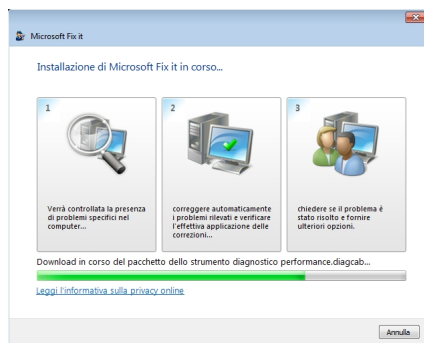 Microsoft Fix it
Installazione di Microsoft Fix it in corso...
1
Verrà controllata la presenza
di problemi specifici nel
computer...
2
correggere automaticamente
i problemi rilevati e verificare
l'effettiva applicazione delle
correzioni...
3
chiedere se il problema è
stato risolto e fornire
ulteriori opzioni.
Download in corso del pacchetto dello strumento diagnostico performance.diagcab...
Leggi l'informativa sulla privacy online
Annulla